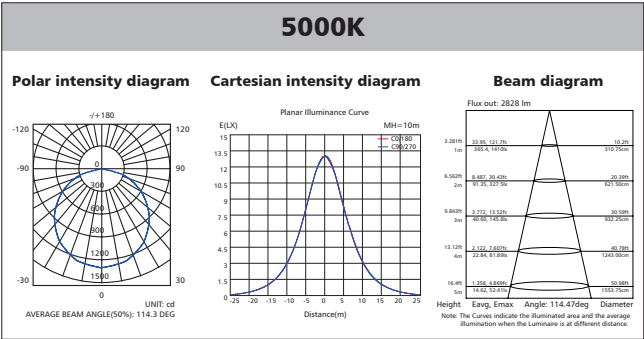 5000K
Polar intensity diagram
-/+180
-120
120
-90
90
0
300
600
900
1200
1500
-30
30
0
UNIT: cd
AVERAGE BEAM ANGLE(50%): 114.3 DEG
Cartesian intensity diagram
Planar Illuminance Curve
E(LX)
MH=10m
C0/180
C90/270
15
13.5
12
10.5
9
7.5
6
4.5
3
1.5
0
-25 -20 -15 -10 -5 0 5 10 15 20 25
Distance(m)
Beam diagram
Flux out: 2828 lm
3.281ft 33.95, 121.7fc 10.2ft
1m 365.4, 1410lx 310.75cm
6.562ft 8.487, 30.43fc 20.39ft
2m 91.35, 327.5lx 621.50cm
9.843ft 3.772, 13.52fc 30.59ft
3m 40.60, 145.6lx 932.25cm
13.12ft 2.122, 7.607fc 40.78ft
4m 22.84, 81.89lx 1243.00cm
16.4ft 1.358, 4.869fc 50.98ft
5m 14.62, 52.41lx 1553.75cm
Height Eavg, Emax Angle: 114.47deg Diameter
Note: The Curves indicate the illuminated area and the average
illumination when the Luminaire is at different distance.